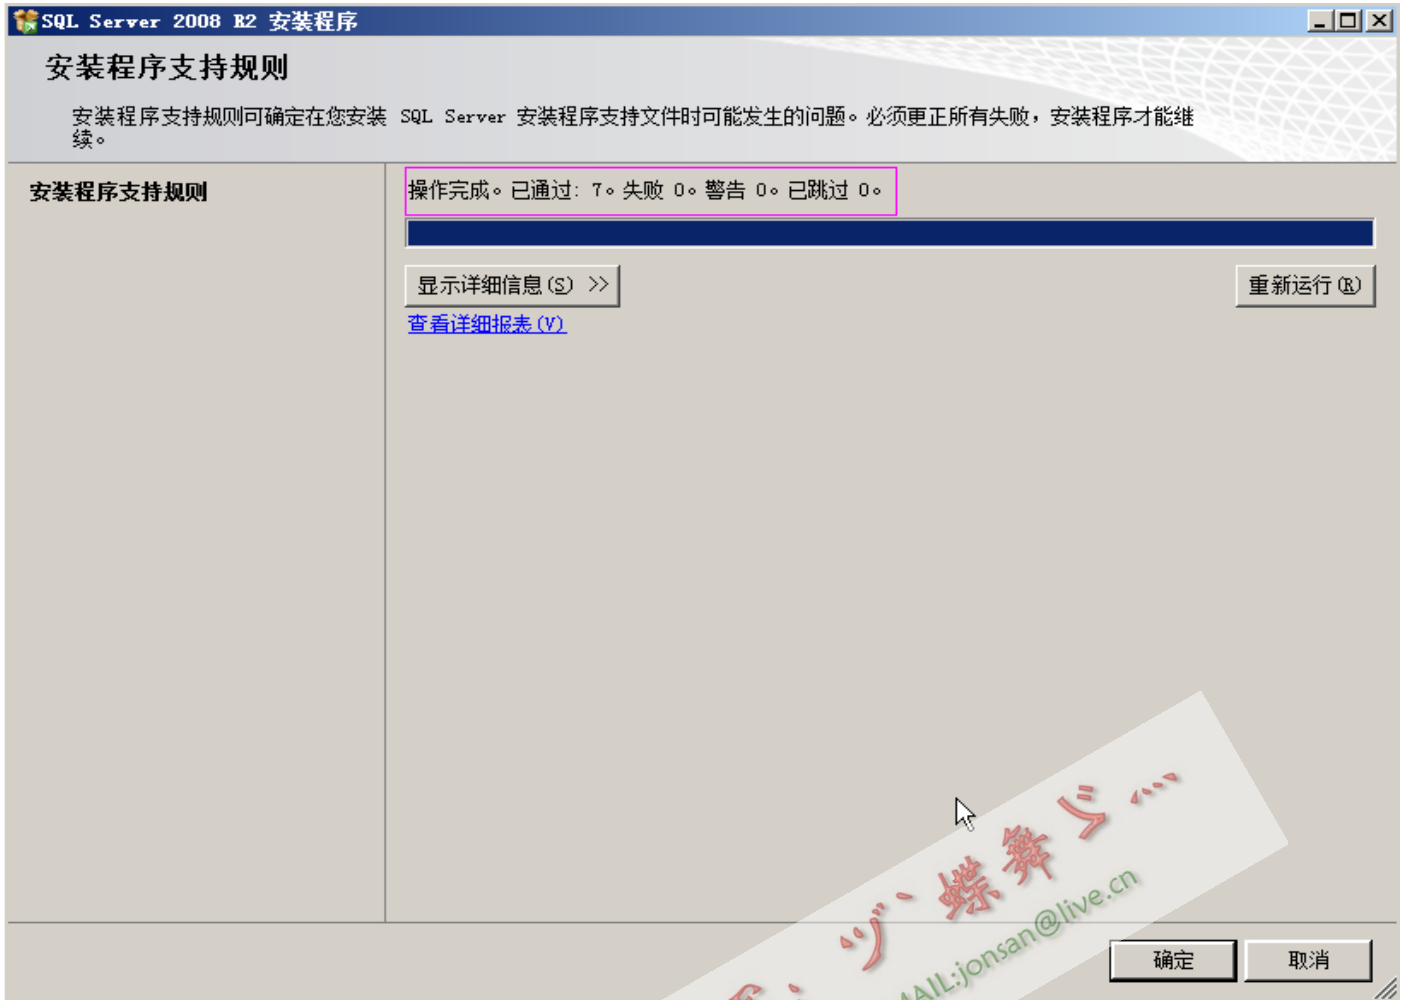 SQL Server 2008 R2 安装程序
安装程序支持规则
安装程序支持规则可确定在您安装 SQL Server 安装程序支持文件时可能发生的问题。必须更正所有失败，安装程序才能继
续。
安装程序支持规则
操作完成。已通过: 7。失败 0。警告 0。已跳过 0。
显示详细信息(S) >>
重新运行(R)
查看详细报表(V)
蝶舞
AIL:jonsan@live.cn
确定
取消